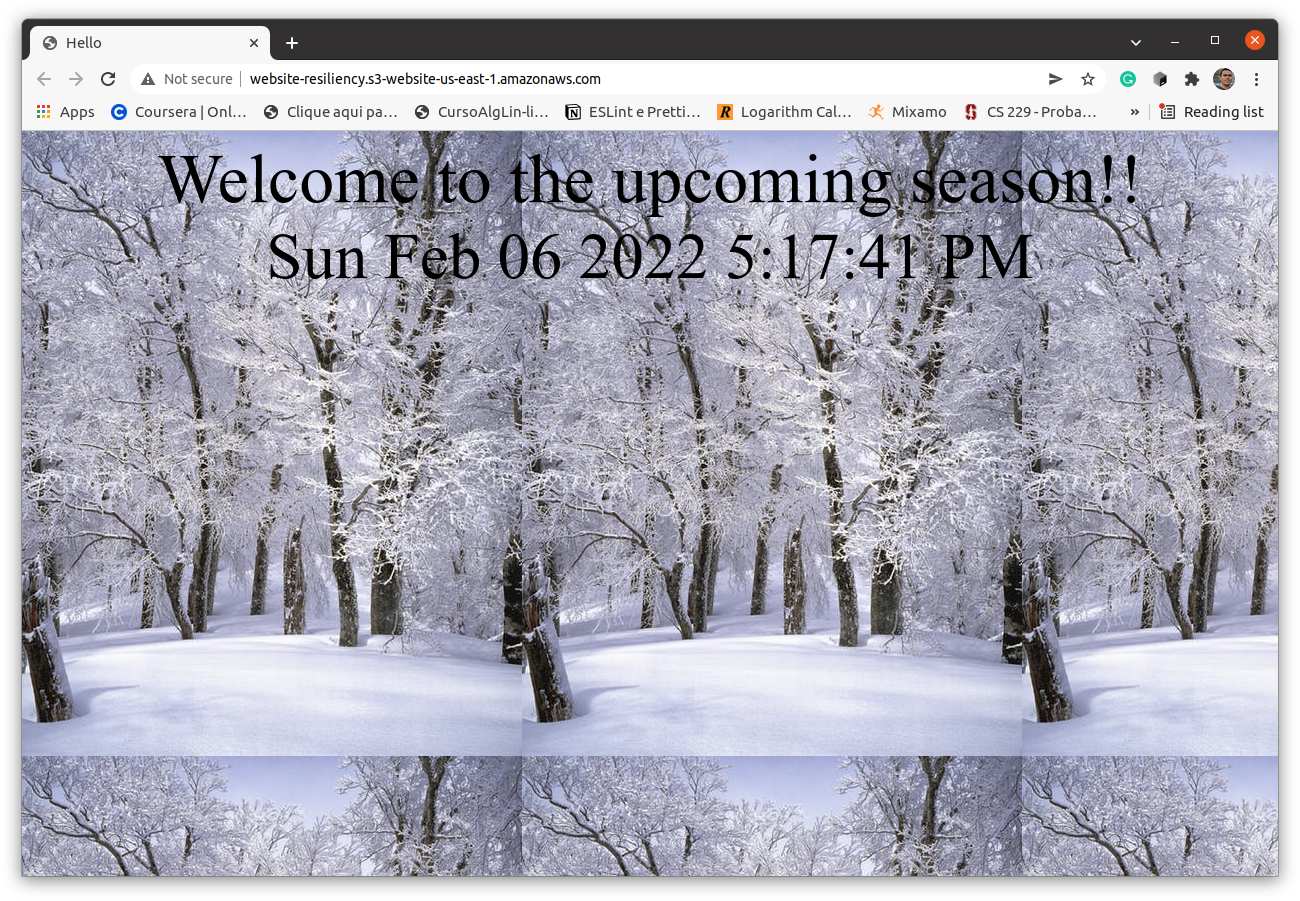 Hello
Not secure
website-resiliency.s3-website-us-east-1.amazonaws.com
Apps
Coursera | Onl…
Clique aqui pa…
CursoAlgLin-li…
ESLint e Pretti…
Logarithm Cal…
Mixamo
CS 229 - Proba…
»
Reading list
Welcome to the upcoming season!!
Sun Feb 06 2022 5:17:41 PM